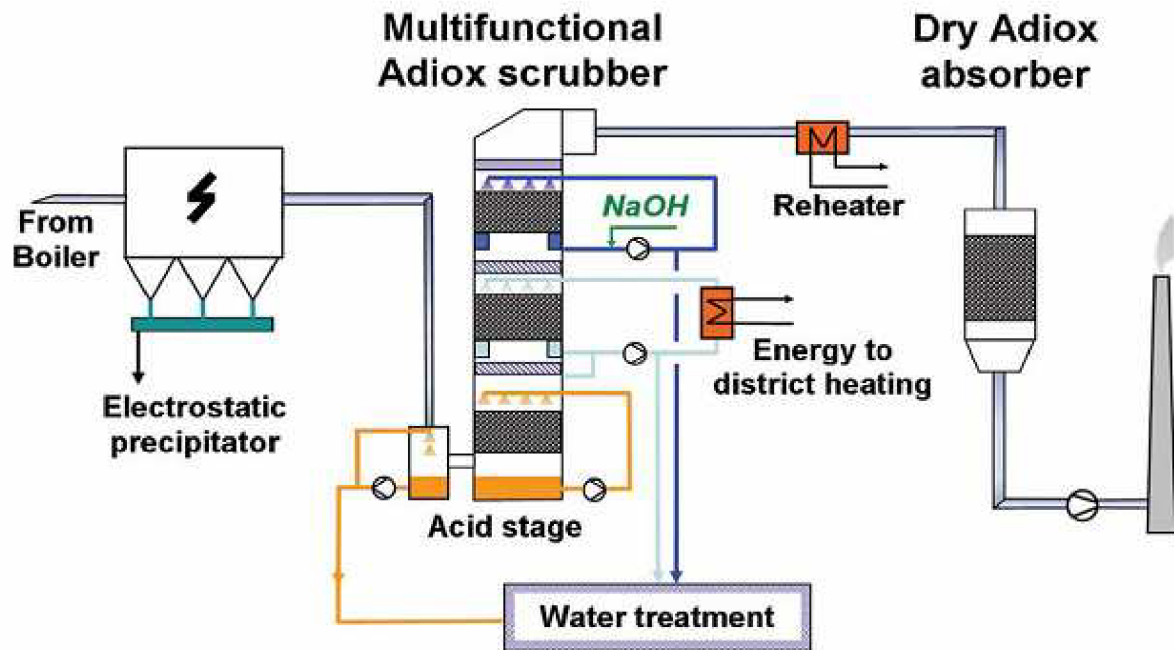 Multifunctional
Adiox scrubber
Dry Adiox
absorber
From
Boiler
NaOH
Reheater
Energy to
district heating
Electrostatic
precipitator
Acid stage
Water treatment